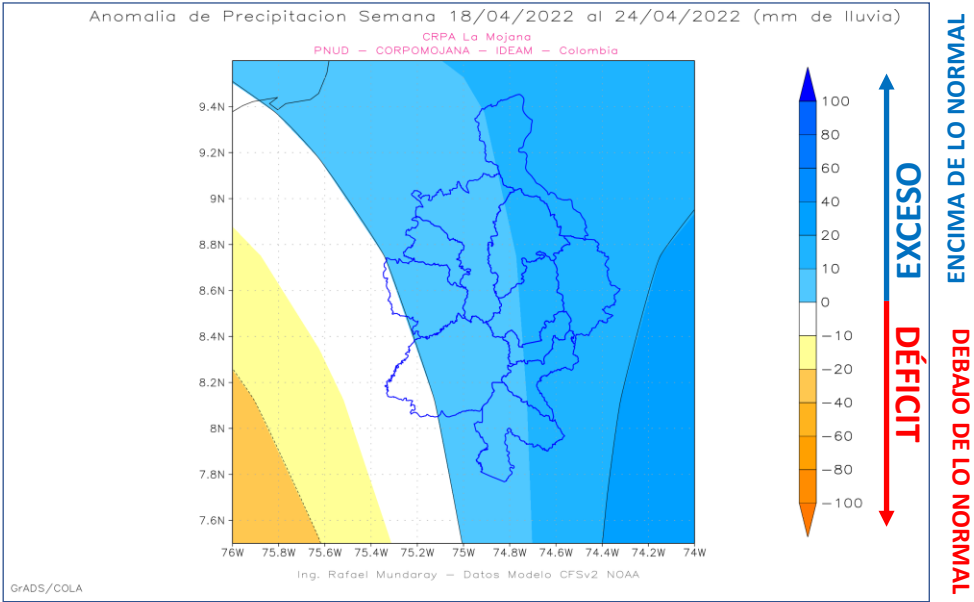 Anomalia de Precipitacion Semana 18/04/2022 al 24/04/2022 (mm de lluvia)
CRPA La Mojana
PNUD — CORPOMOJANA — IDEAM — Colombia
9.4N
9.2N
9N
8.8N
8.6N
8.4N
8.2N
8N
7.8N
7.6N
76W
75.8W
75.6W
75.4W
75.2W
75W
74.8W
74.6W
74.4W
74.2W
74W
100
80
60
40
20
10
0
−10
−20
−40
−60
−80
−100
EXCESO
DÉFICIT
ENCIMA DE LO NORMAL
DEBAJO DE LO NORMAL
Ing. Rafael Mundaray — Datos Modelo CFSv2 NOAA
GrADS/COLA